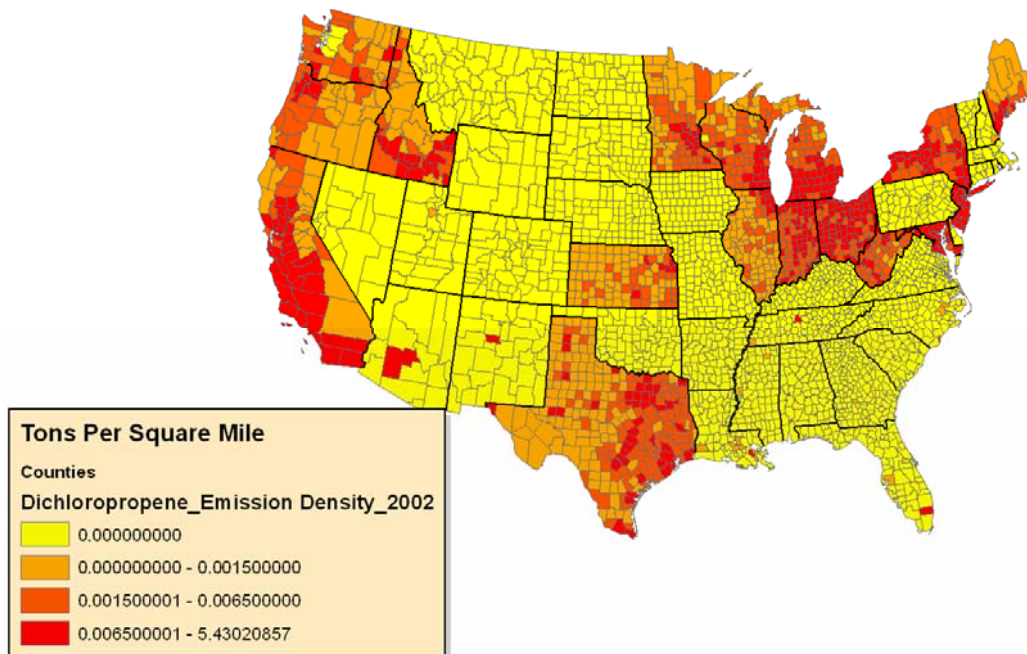 Tons Per Square Mile
Counties
Dichloropropene_Emission Density_2002
0.000000000
0.000000000 - 0.001500000
0.001500001 - 0.006500000
0.006500001 - 5.43020857